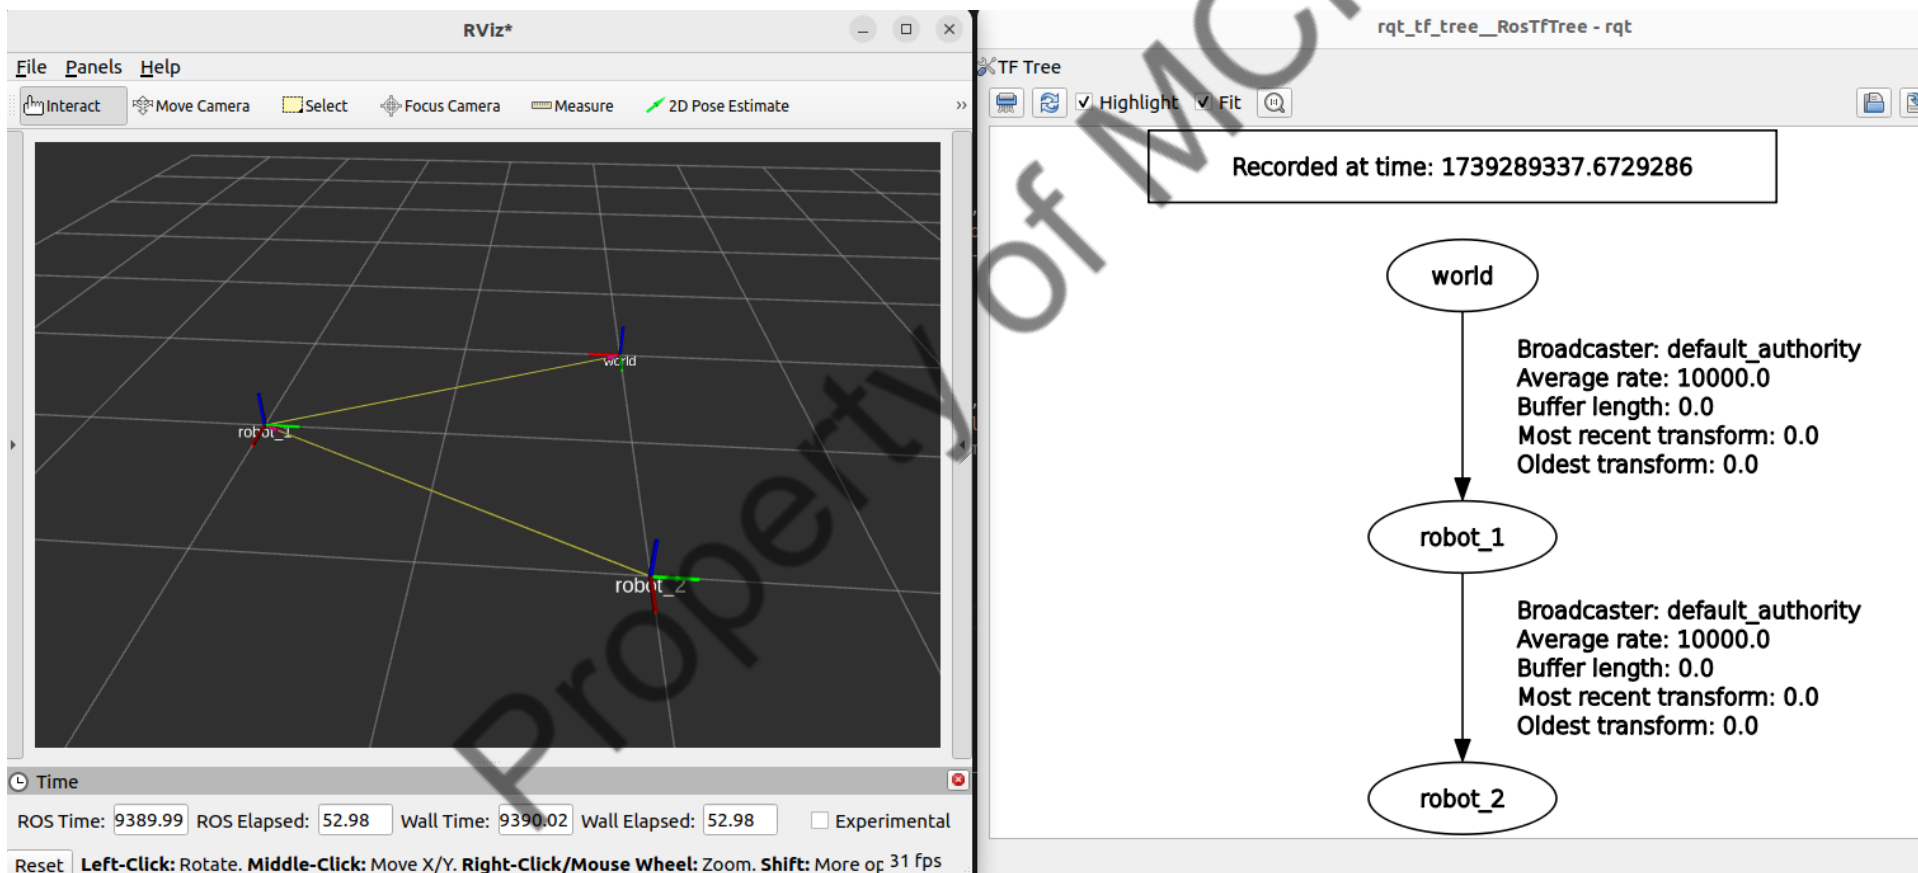 RViz*
File Panels Help
Interact Move Camera Select Focus Camera Measure 2D Pose Estimate »
world
robot_1
robot_2
Time
ROS Time: 9389.99 ROS Elapsed: 52.98 Wall Time: 9390.02 Wall Elapsed: 52.98 Experimental
Reset Left-Click: Rotate. Middle-Click: Move X/Y. Right-Click/Mouse Wheel: Zoom. Shift: More op 31 fps
rqt_tf_tree__RosTfTree - rqt
TF Tree
Highlight Fit
Recorded at time: 1739289337.6729286
world
Broadcaster: default_authority
Average rate: 10000.0
Buffer length: 0.0
Most recent transform: 0.0
Oldest transform: 0.0
robot_1
Broadcaster: default_authority
Average rate: 10000.0
Buffer length: 0.0
Most recent transform: 0.0
Oldest transform: 0.0
robot_2
Property of MC